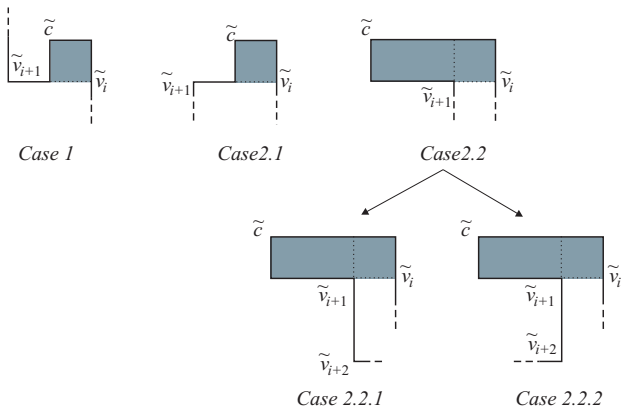 c̃ c̃ c̃
ṽᵢ₊₁ ṽᵢ ṽᵢ₊₁ ṽᵢ ṽᵢ₊₁ ṽᵢ
Case 1 Case2.1 Case2.2
c̃ c̃
ṽᵢ ṽᵢ
ṽᵢ₊₁ ṽᵢ₊₁
ṽᵢ₊₂ ṽᵢ₊₂
Case 2.2.1 Case 2.2.2